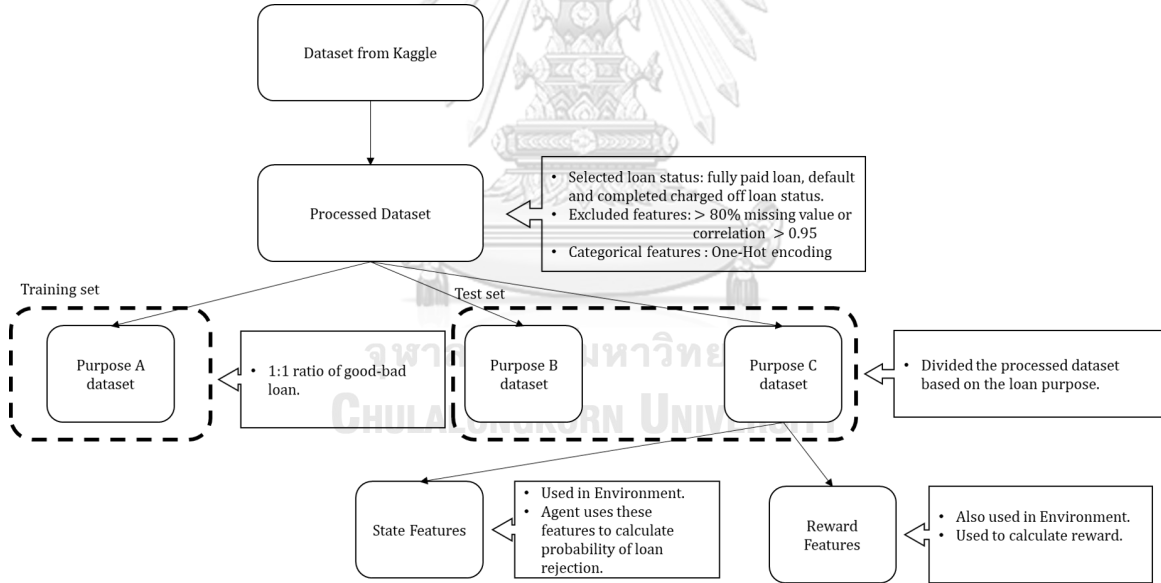 Dataset from Kaggle
Processed Dataset
• Selected loan status: fully paid loan, default
and completed charged off loan status.
• Excluded features: > 80% missing value or
correlation > 0.95
• Categorical features : One-Hot encoding
Training set
Test set
Purpose A
dataset
• 1:1 ratio of good-bad
loan.
Purpose B
dataset
Purpose C
dataset
• Divided the processed dataset
based on the loan purpose.
CHULALONGKORN UNIVERSITY
State Features
• Used in Environment.
• Agent uses these
features to calculate
probability of loan
rejection.
Reward
Features
• Also used in Environment.
• Used to calculate reward.